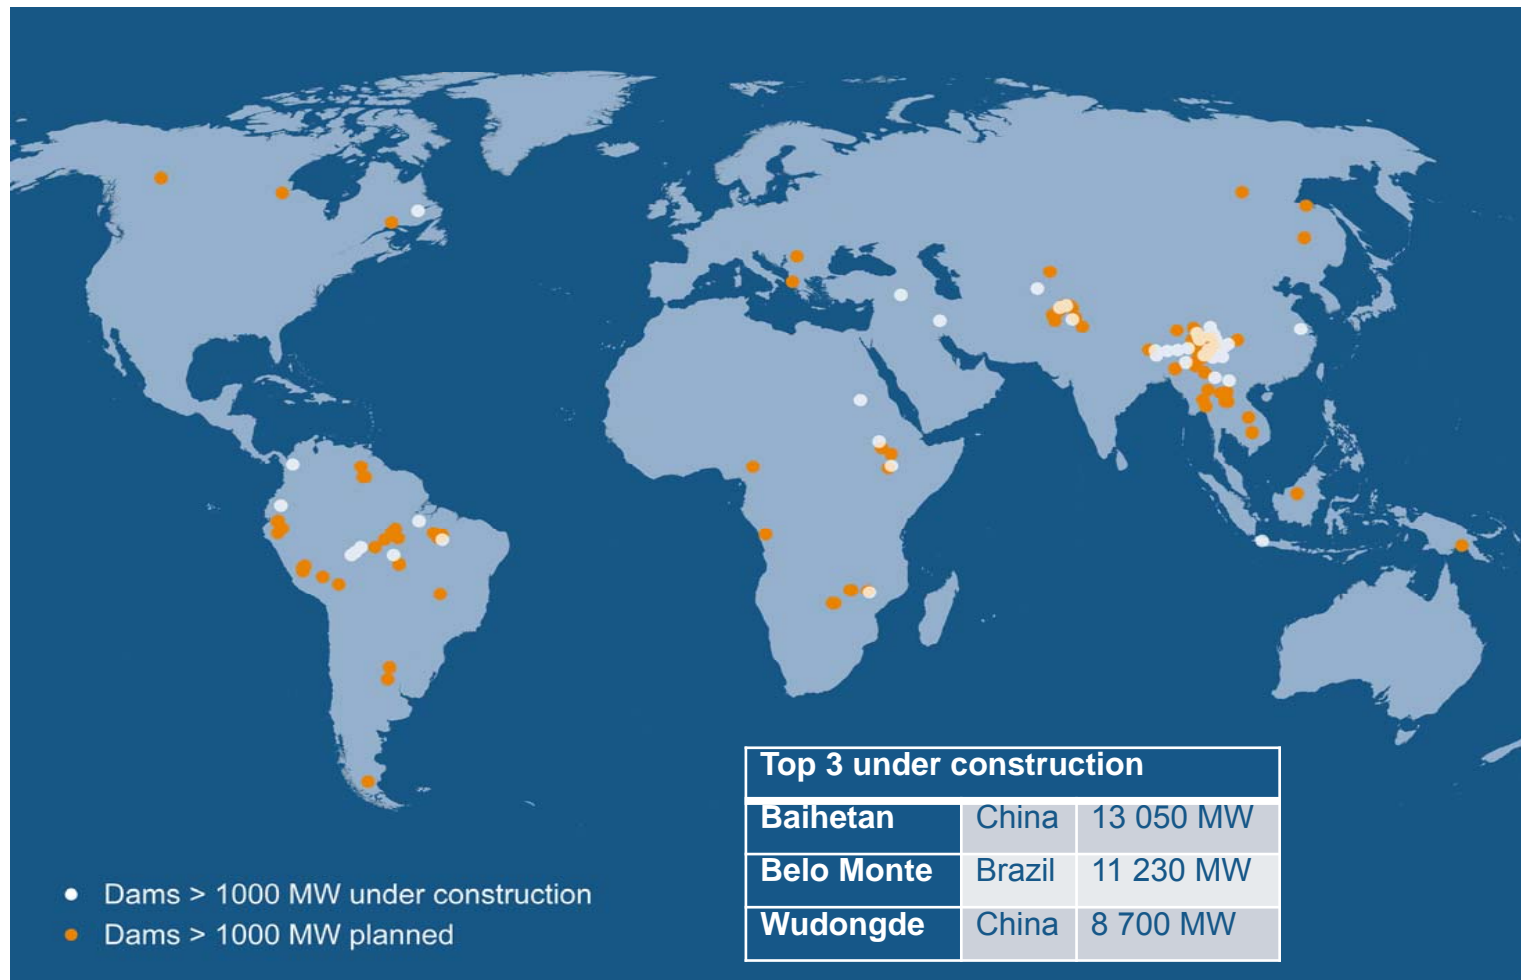 Top 3 under construction
Baihetan China 13 050 MW
Belo Monte Brazil 11 230 MW
Wudongde China 8 700 MW
Dams > 1000 MW under construction
Dams > 1000 MW planned